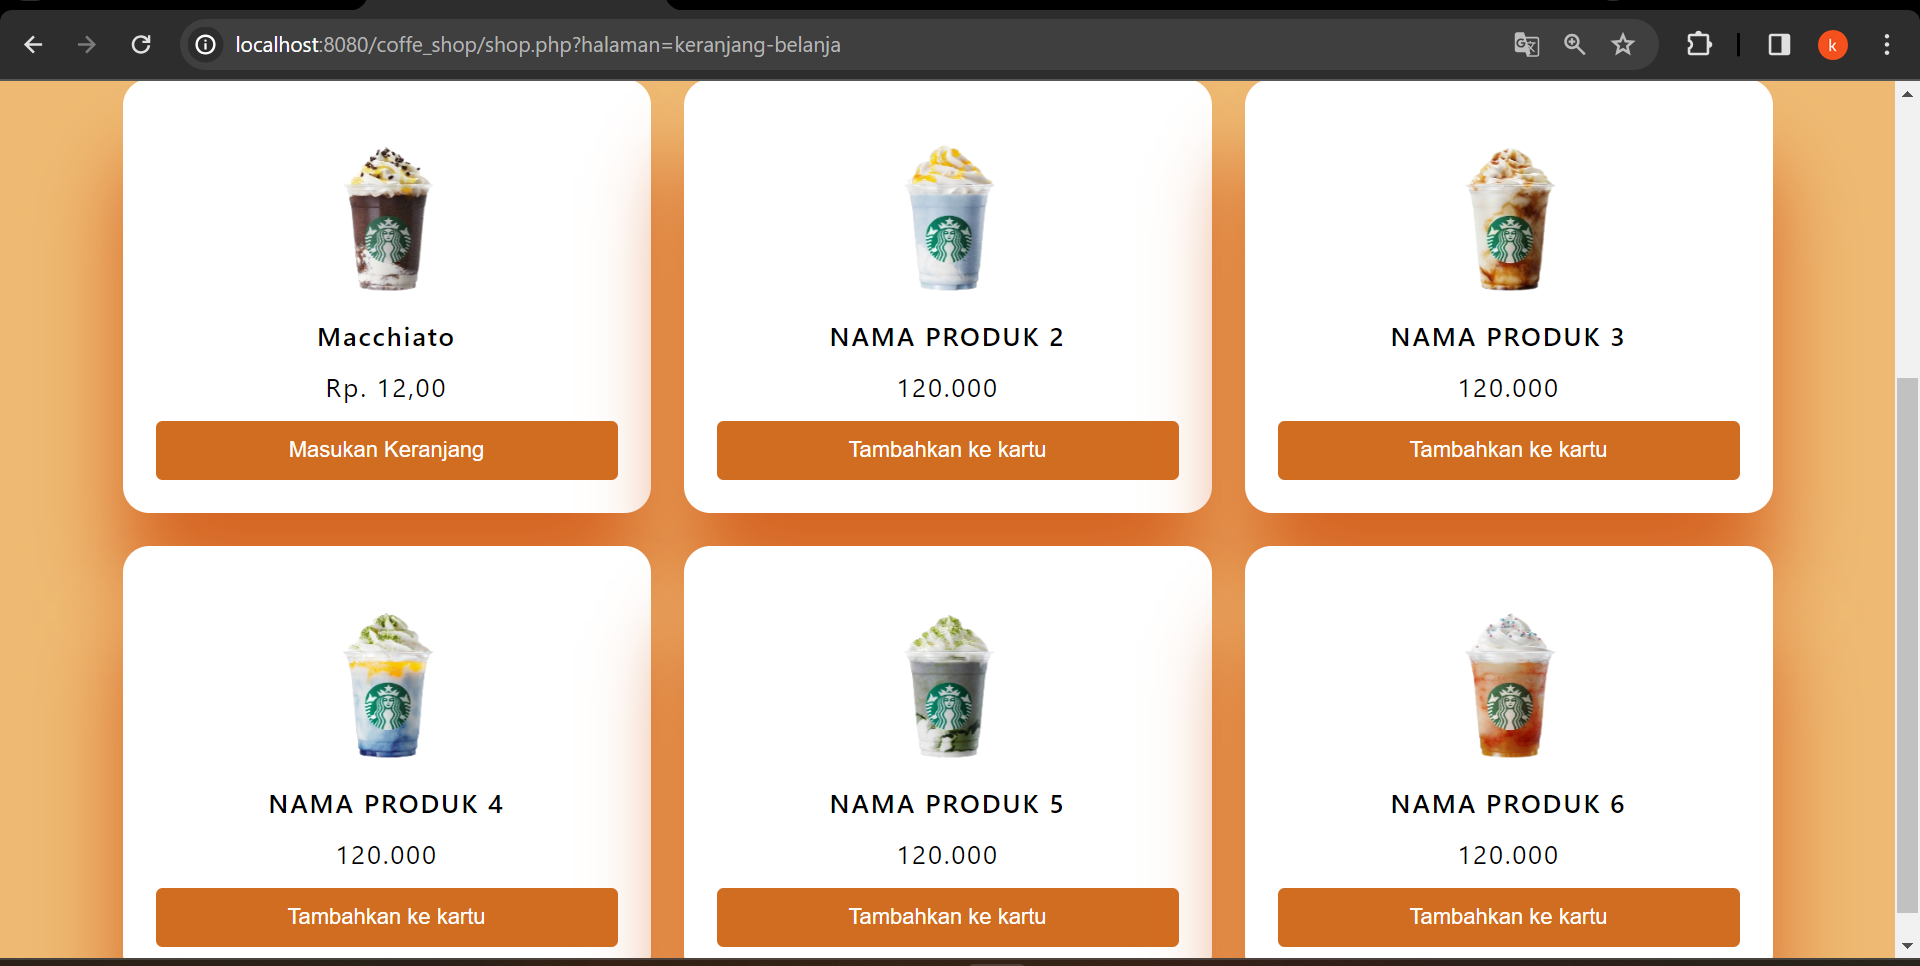 localhost:8080/coffe_shop/shop.php?halaman=keranjang-belanja
k
Macchiato
NAMA PRODUK 2
NAMA PRODUK 3
Rp. 12,00
120.000
120.000
Masukan Keranjang
Tambahkan ke kartu
Tambahkan ke kartu
NAMA PRODUK 4
NAMA PRODUK 5
NAMA PRODUK 6
120.000
120.000
120.000
Tambahkan ke kartu
Tambahkan ke kartu
Tambahkan ke kartu